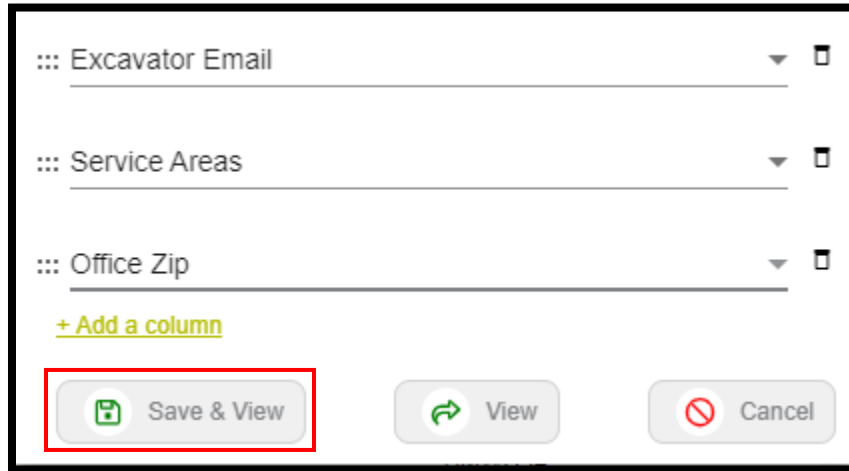 Excavator Email
Service Areas
Office Zip
+ Add a column
Save & View
View
Cancel